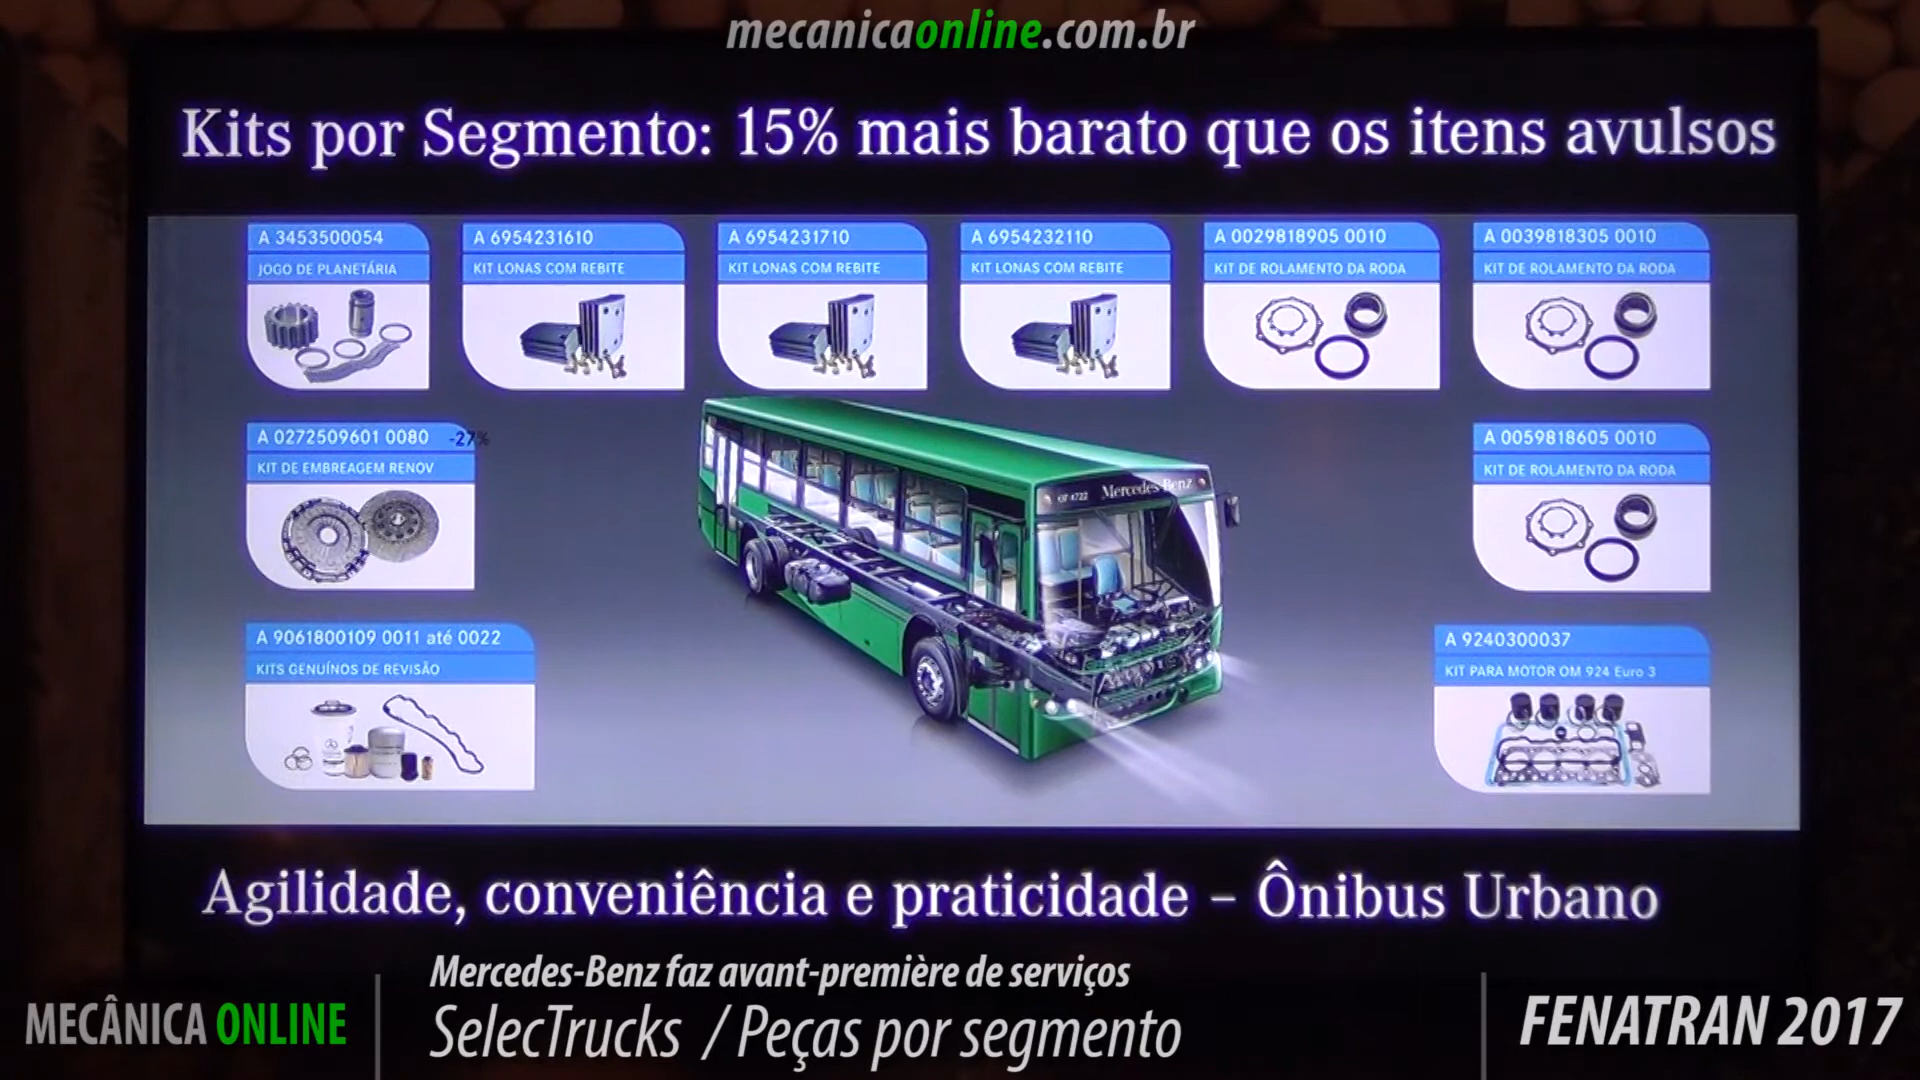 mecanicaonline.com.br
Kits por Segmento: 15% mais barato que os itens avulsos
A 3453500054
JOGO DE PLANETÁRIA
A 6954231610
KIT LONAS COM REBITE
A 6954231710
KIT LONAS COM REBITE
A 6954232110
KIT LONAS COM REBITE
A 0029818905 0010
KIT DE ROLAMENTO DA RODA
A 0039818305 0010
KIT DE ROLAMENTO DA RODA
A 0272509601 0080 -27%
KIT DE EMBREAGEM RENOV
Mercedes-Benz
A 0059818605 0010
KIT DE ROLAMENTO DA RODA
A 9061800109 0011 até 0022
KITS GENUÍNOS DE REVISÃO
A 9240300037
KIT PARA MOTOR OM 924 Euro 3
Agilidade, conveniência e praticidade – Ônibus Urbano
MECÂNICA ONLINE
Mercedes-Benz faz avant-première de serviços
SelecTrucks / Peças por segmento
FENATRAN 2017